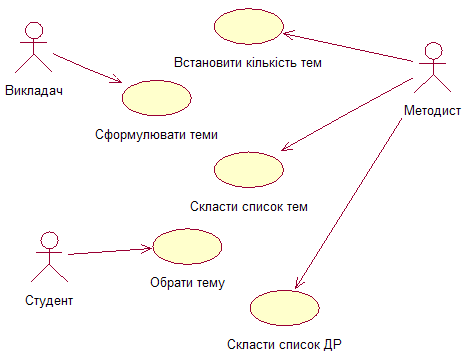 Встановити кількість тем
Викладач
Методист
Сформулювати теми
Скласти список тем
Обрати тему
Студент
Скласти список ДР